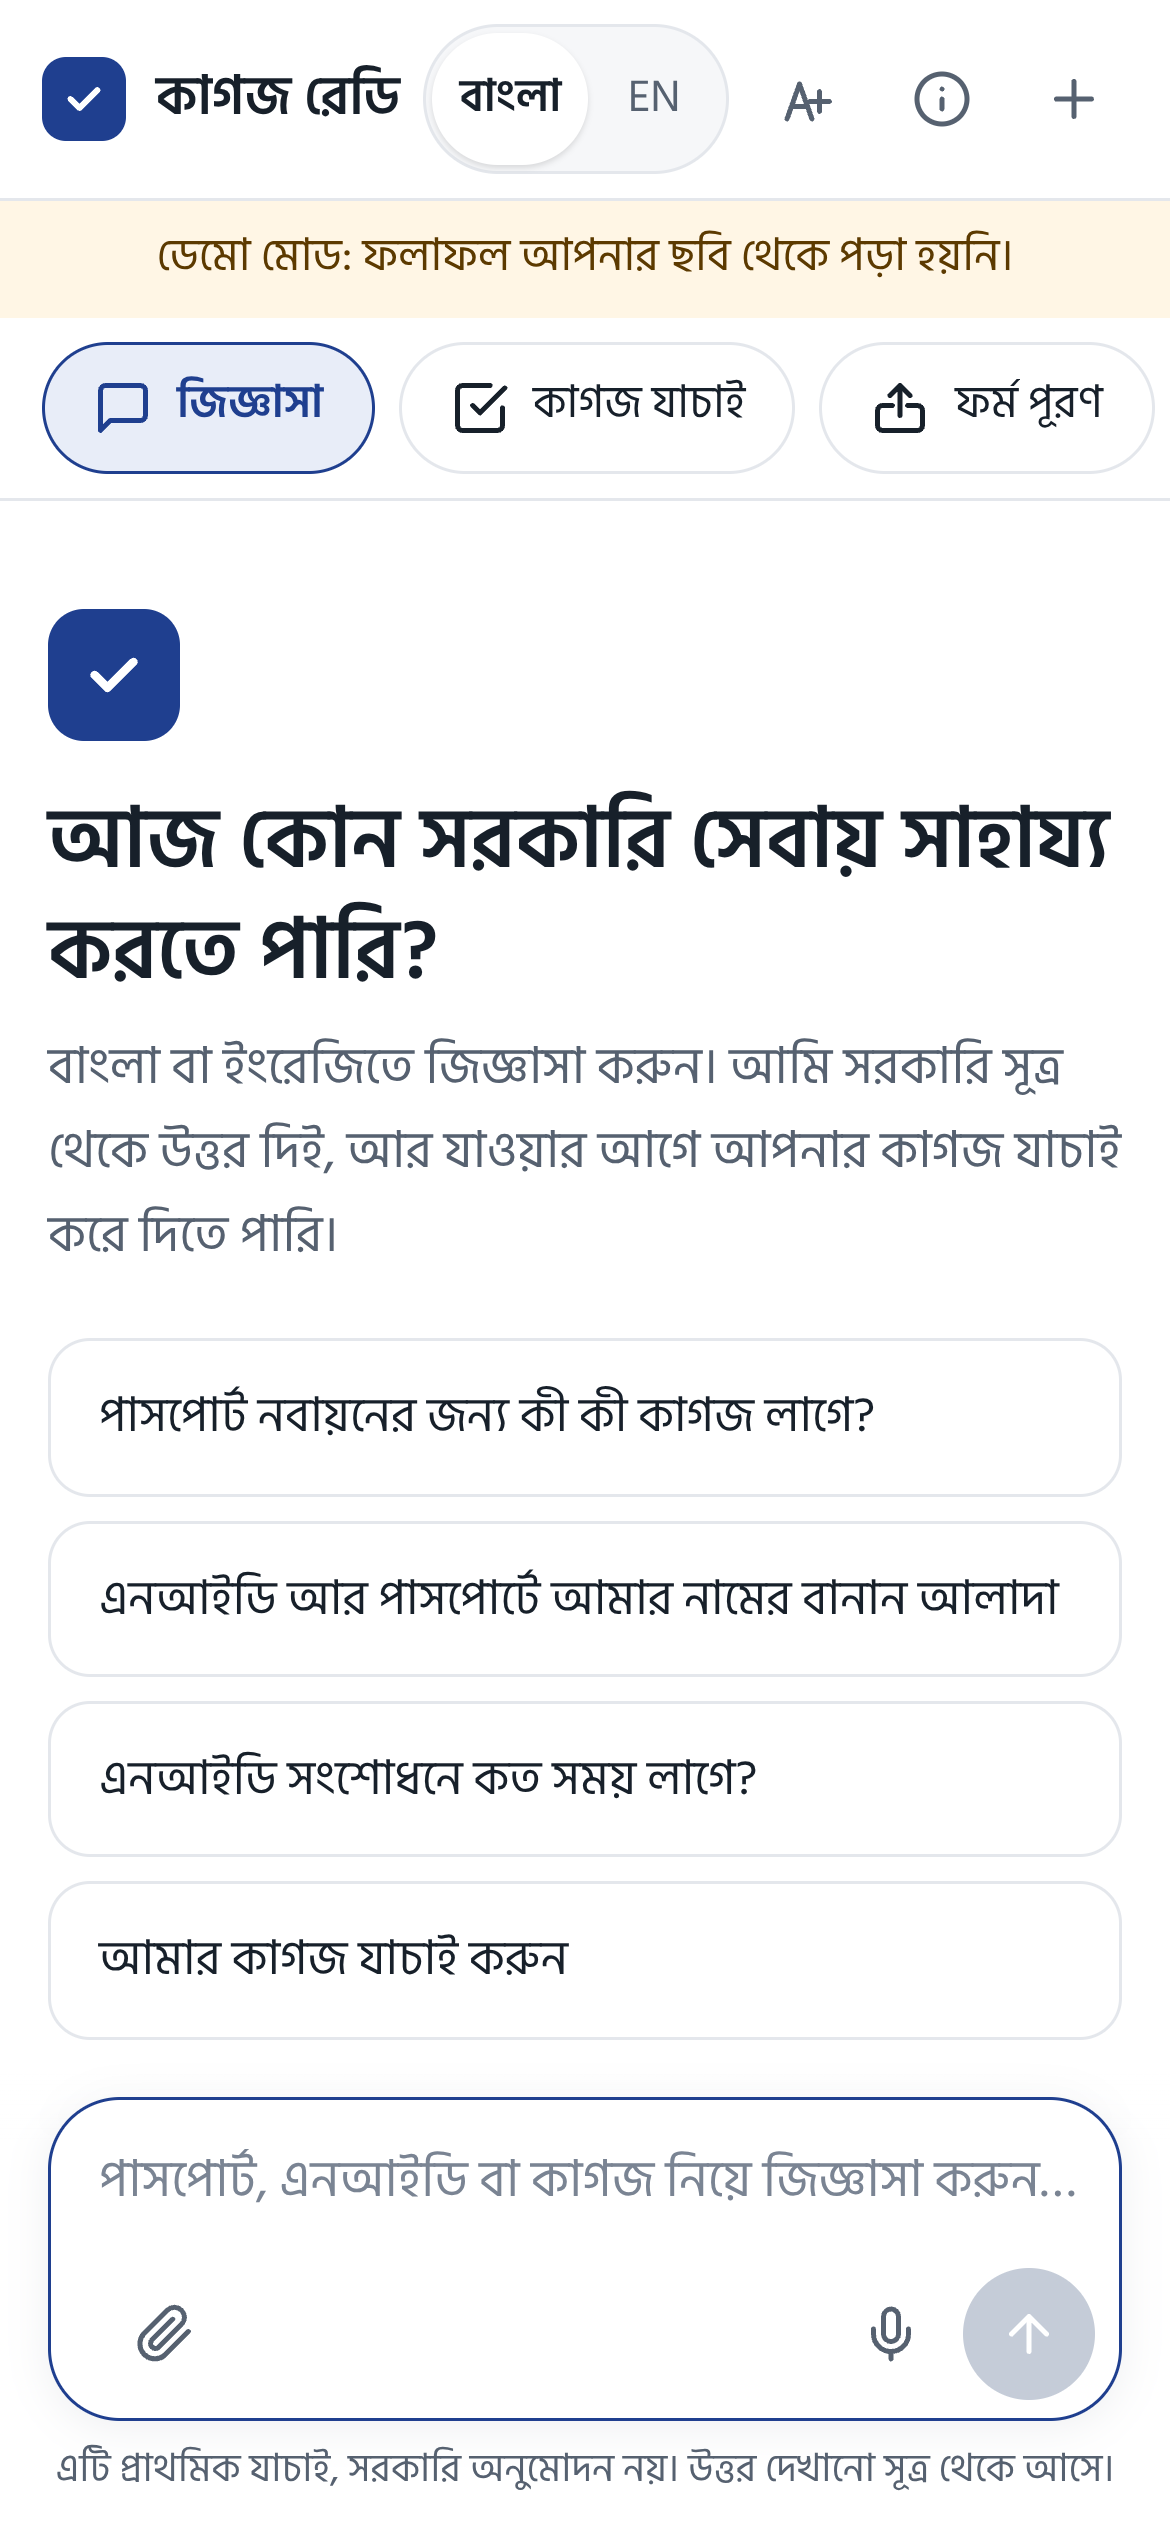 কাগজ রেডি
বাংলা
EN
A+
ডেমো মোড: ফলাফল আপনার ছবি থেকে পড়া হয়নি।
জিজ্ঞাসা
কাগজ যাচাই
ফর্ম পূরণ
আজ কোন সরকারি সেবায় সাহায্য
করতে পারি?
বাংলা বা ইংরেজিতে জিজ্ঞাসা করুন। আমি সরকারি সূত্র
থেকে উত্তর দিই, আর যাওয়ার আগে আপনার কাগজ যাচাই
করে দিতে পারি।
পাসপোর্ট নবায়নের জন্য কী কী কাগজ লাগে?
এনআইডি আর পাসপোর্টে আমার নামের বানান আলাদা
এনআইডি সংশোধনে কত সময় লাগে?
আমার কাগজ যাচাই করুন
পাসপোর্ট, এনআইডি বা কাগজ নিয়ে জিজ্ঞাসা করুন...
এটি প্রাথমিক যাচাই, সরকারি অনুমোদন নয়। উত্তর দেখানো সূত্র থেকে আসে।